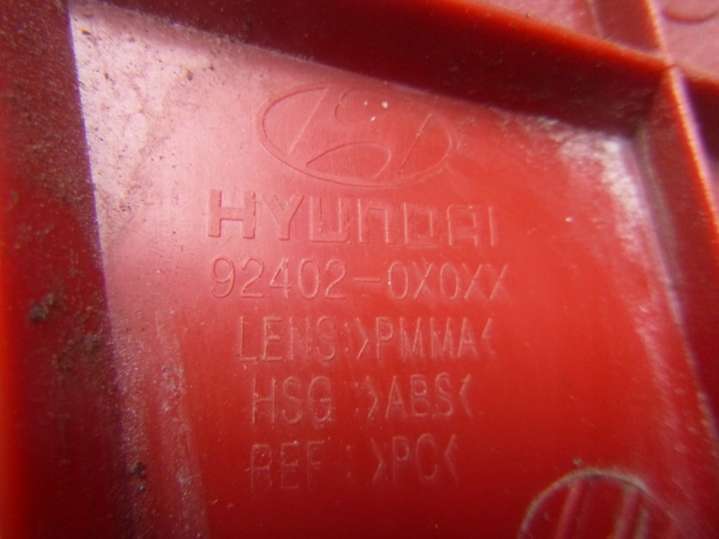 HYUNDAI
92402-0X0XX
LENS:>PMMA<
HSG :>ABS<
REF :>PC<